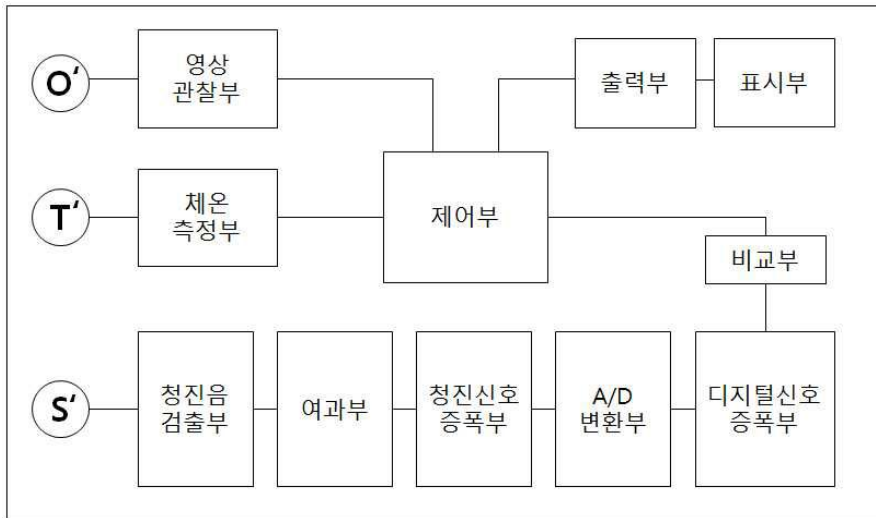 O‘
영상
관찰부
출력부
표시부
T‘
체온
측정부
제어부
비교부
S‘
청진음
검출부
여과부
청진신호
증폭부
A/D
변환부
디지털신호
증폭부